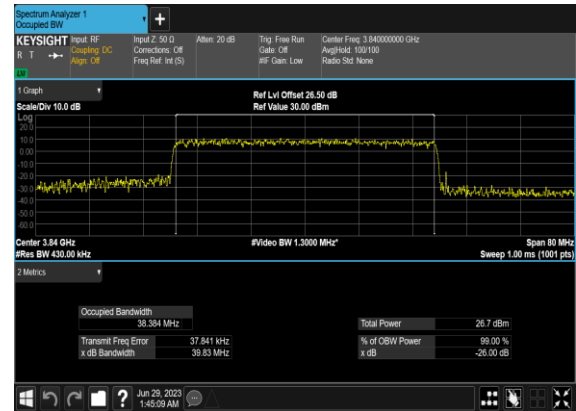 Spectrum Analyzer 1
Occupied BW
+
KEYSIGHT Input: RF Input Z: 50 Ω Atten: 20 dB Trig: Free Run Center Freq: 3.840000000 GHz
R T Coupling: DC Corrections: Off Gate: Off Avg|Hold: 100/100
Align: Off Freq Ref: Int (S) #IF Gain: Low Radio Std: None
1 Graph
Ref Lvl Offset 26.50 dB
Scale/Div 10.0 dB Ref Value 30.00 dBm
Log
20.0
10.0
0.00
-10.0
-20.0
-30.0
-40.0
-50.0
-60.0
Center 3.84 GHz #Video BW 1.3000 MHz* Span 80 MHz
#Res BW 430.00 kHz Sweep 1.00 ms (1001 pts)
2 Metrics
Occupied Bandwidth
38.384 MHz Total Power 26.7 dBm
Transmit Freq Error 37.841 kHz % of OBW Power 99.00 %
x dB Bandwidth 39.83 MHz x dB -26.00 dB
? Jun 29, 2023
1:45:09 AM